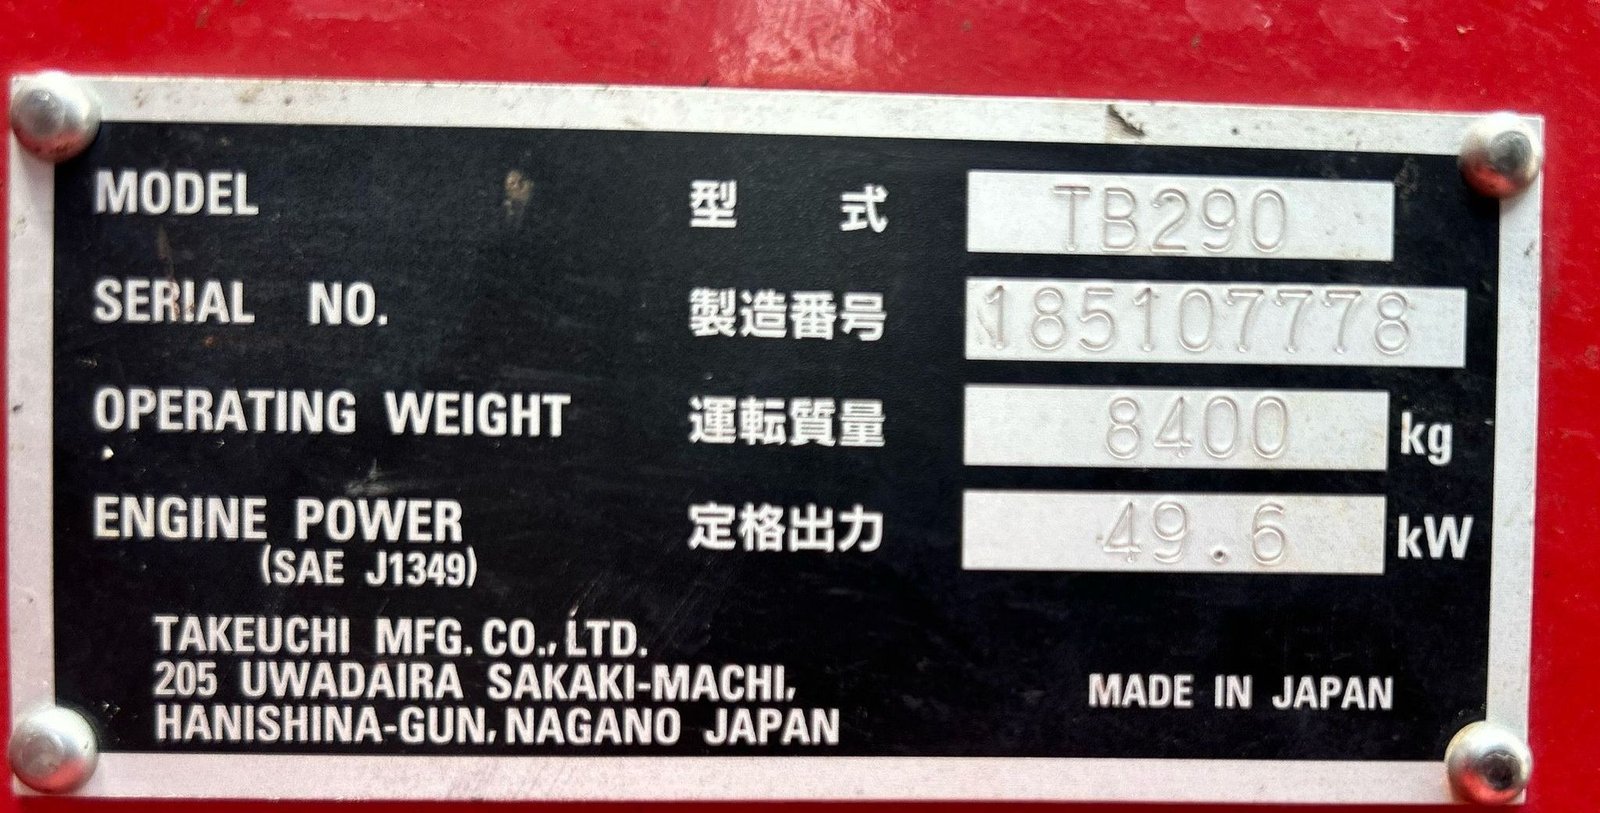 MODEL 型 式 TB290
SERIAL NO. 製造番号 185107778
OPERATING WEIGHT 運転質量 8400 kg
ENGINE POWER 定格出力 49.6 kW
(SAE J1349)
TAKEUCHI MFG. CO., LTD.
205 UWADAIRA SAKAKI-MACHI,
HANISHINA-GUN, NAGANO JAPAN
MADE IN JAPAN